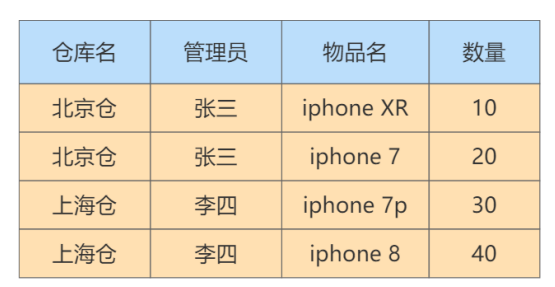 仓库名 管理员 物品名 数量
北京仓 张三 iphone XR 10
北京仓 张三 iphone 7 20
上海仓 李四 iphone 7p 30
上海仓 李四 iphone 8 40